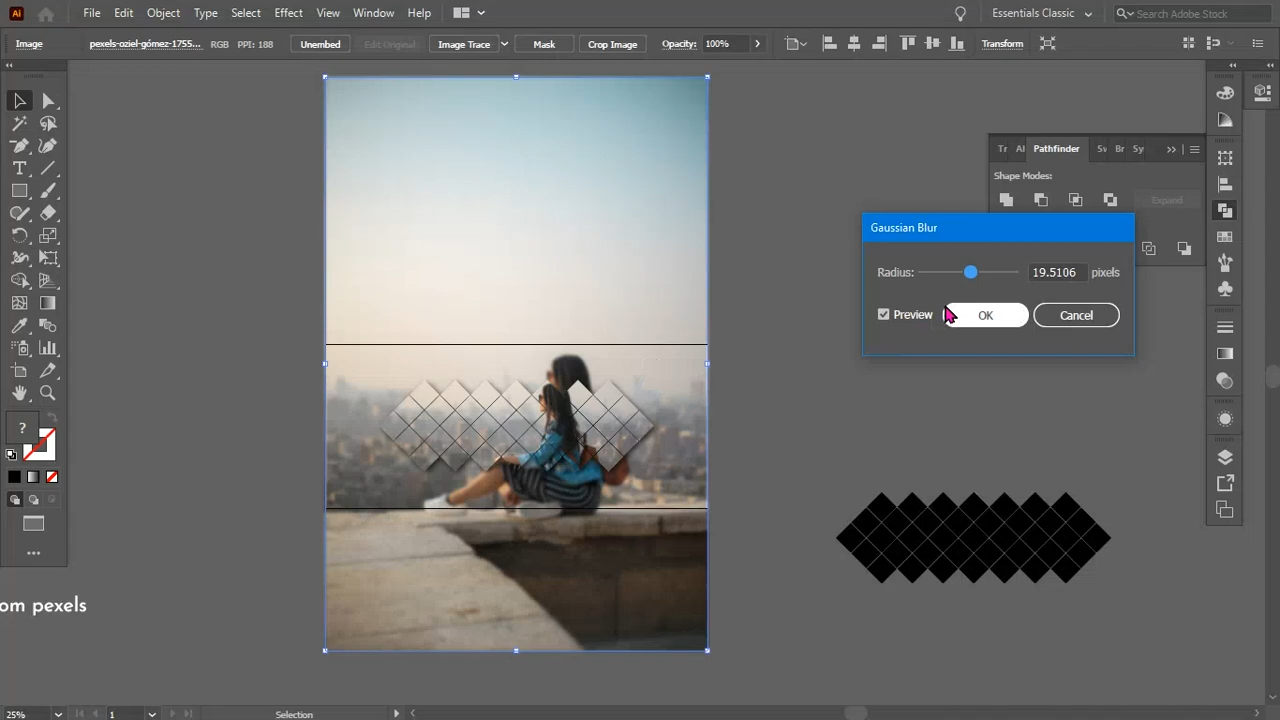 Ai File Edit Object Type Select Effect View Window Help Essentials Classic Search Adobe Stock
Image pexels-oziel-gómez-1755... RGB PPI: 188 Unembed Edit Original Image Trace Mask Crop Image Opacity: 100% Transform
Tr Al Pathfinder Sv Br Sy
Shape Modes:
Expand
Gaussian Blur
Radius: 19.5106 pixels
Preview OK Cancel
?
om pexels
25% 1 Selection